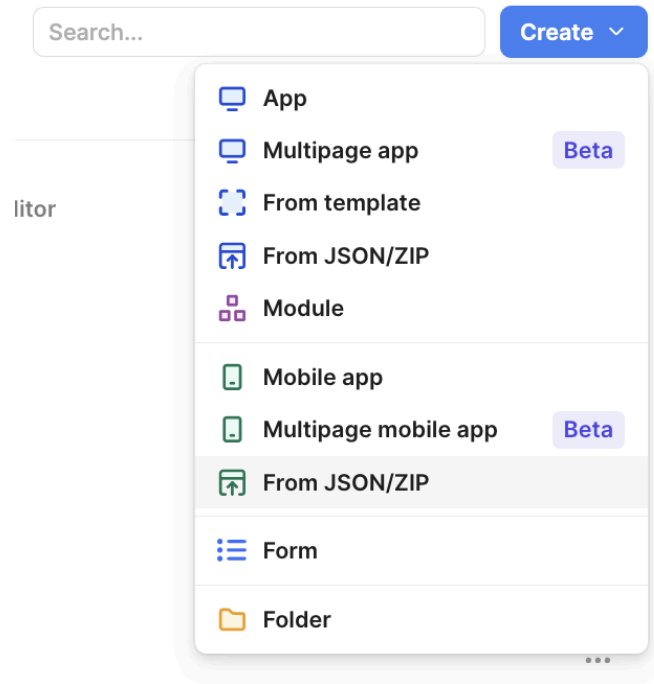 Search...
Create
App
Multipage app Beta
From template
litor
From JSON/ZIP
Module
Mobile app
Multipage mobile app Beta
From JSON/ZIP
Form
Folder